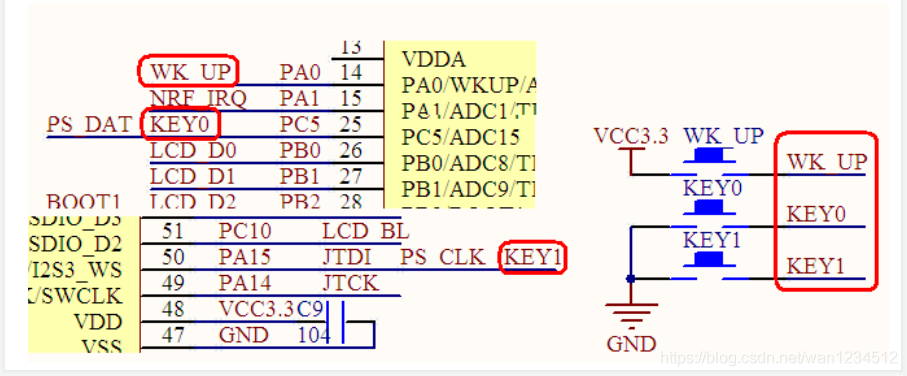 13
VDDA
WK_UP PA0 14 PA0/WKUP/A
NRF_IRQ PA1 15 PA1/ADC1/TI
PS_DAT KEY0 PC5 25 PC5/ADC15
LCD_D0 PB0 26 PB0/ADC8/TI
LCD_D1 PB1 27 PB1/ADC9/TI
BOOT1 LCD_D2 PB2 28
SDIO_D3
SDIO_D2 51 PC10 LCD_BL
/I2S3_WS 50 PA15 JTDI PS_CLK KEY1
K/SWCLK 49 PA14 JTCK
VDD 48 VCC3.3 C9
VSS 47 GND 104
VCC3.3 WK_UP
WK_UP
KEY0
KEY0
KEY1
KEY1
GND
https://blog.csdn.net/wan1234512